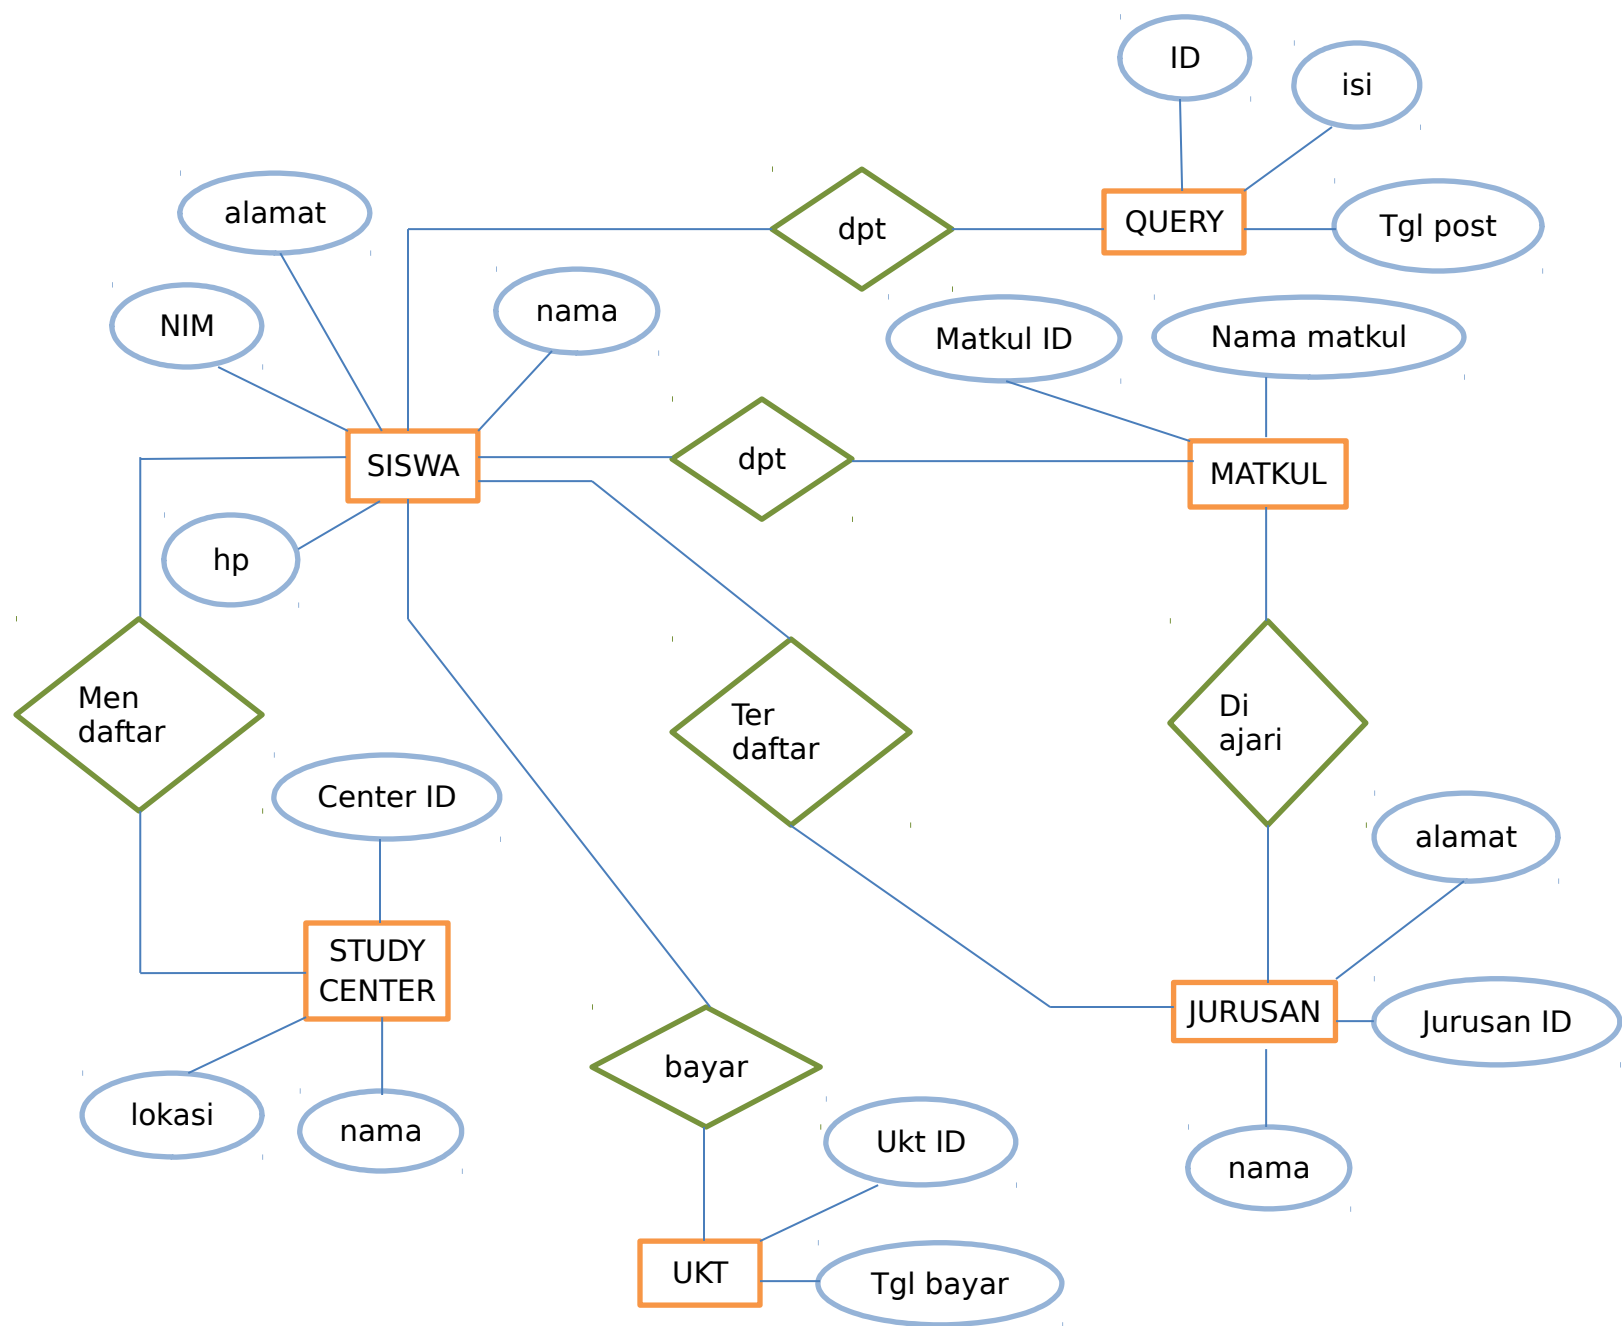 ID
isi
QUERY
Tgl post
dpt
alamat
NIM
nama
Matkul ID
Nama matkul
SISWA
dpt
MATKUL
hp
Men
daftar
Ter
daftar
Di
ajari
Center ID
alamat
STUDY
CENTER
JURUSAN
Jurusan ID
bayar
lokasi
nama
Ukt ID
nama
UKT
Tgl bayar